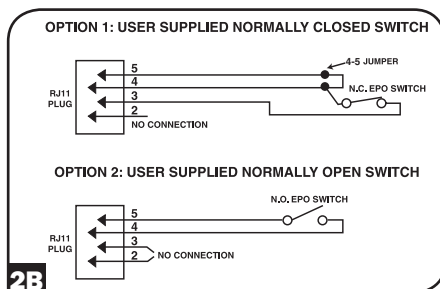 OPTION 1: USER SUPPLIED NORMALLY CLOSED SWITCH
4-5 JUMPER
5
4
N.C. EPO SWITCH
3
RJ11
PLUG
2
NO CONNECTION
OPTION 2: USER SUPPLIED NORMALLY OPEN SWITCH
N.O. EPO SWITCH
5
4
RJ11
PLUG
3
NO CONNECTION
2
2B